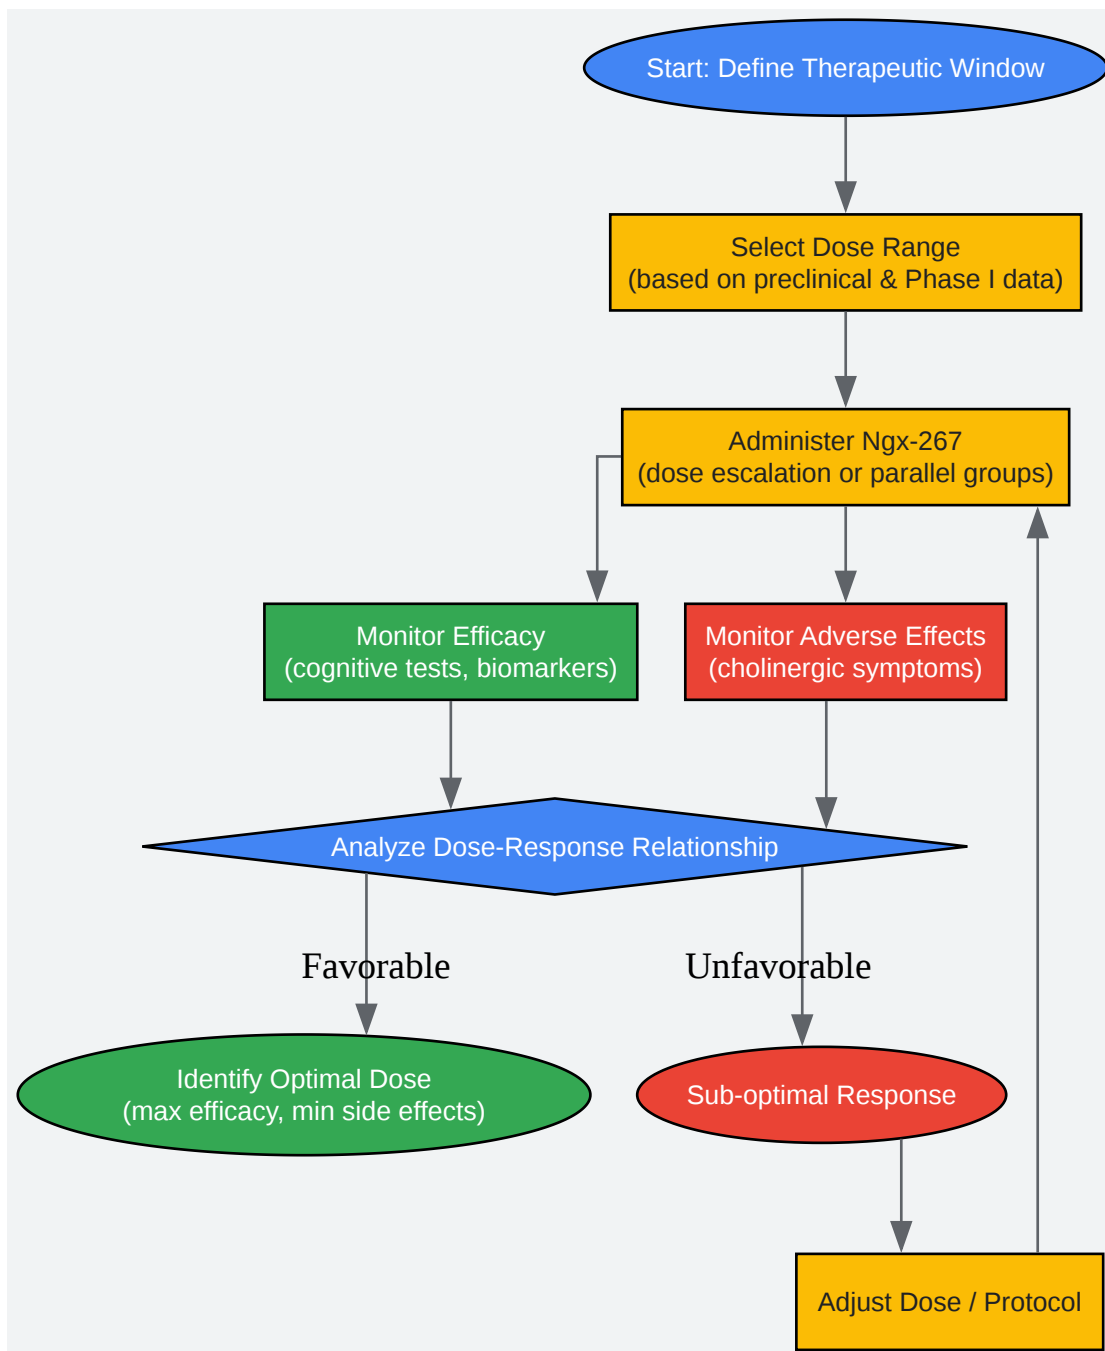 Start: Define Therapeutic Window
Select Dose Range
(based on preclinical & Phase I data)
Administer Ngx-267
(dose escalation or parallel groups)
Monitor Efficacy
(cognitive tests, biomarkers)
Monitor Adverse Effects
(cholinergic symptoms)
Analyze Dose-Response Relationship
Favorable
Unfavorable
Identify Optimal Dose
(max efficacy, min side effects)
Sub-optimal Response
Adjust Dose / Protocol